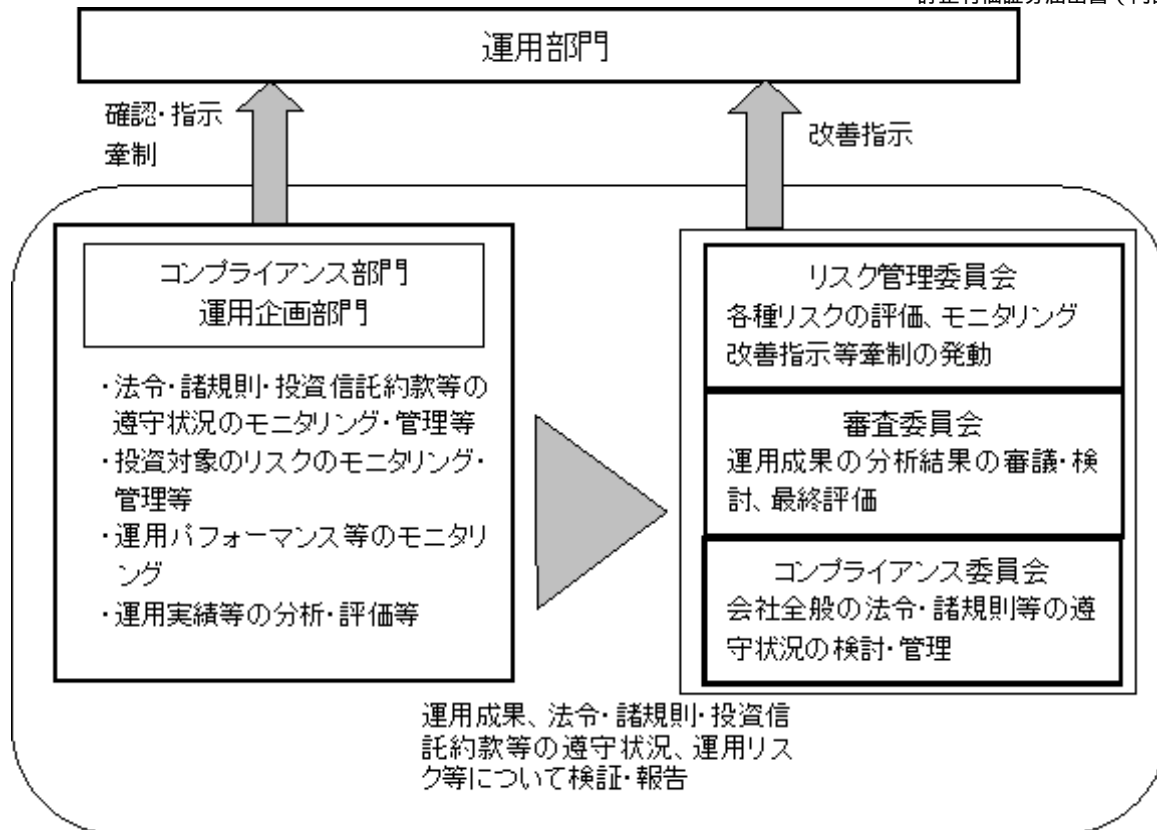 運用部門
確認・指示
牽制
改善指示
コンプライアンス部門
運用企画部門
・法令・諸規則・投資信託約款等の
遵守状況のモニタリング・管理等
・投資対象のリスクのモニタリング・
管理等
・運用パフォーマンス等のモニタリ
ング
・運用実績等の分析・評価等
リスク管理委員会
各種リスクの評価、モニタリング
改善指示等牽制の発動
審査委員会
運用成果の分析結果の審議・検
討、最終評価
コンプライアンス委員会
会社全般の法令・諸規則等の遵
守状況の検討・管理
運用成果、法令・諸規則・投資信
託約款等の遵守状況、運用リス
ク等について検証・報告